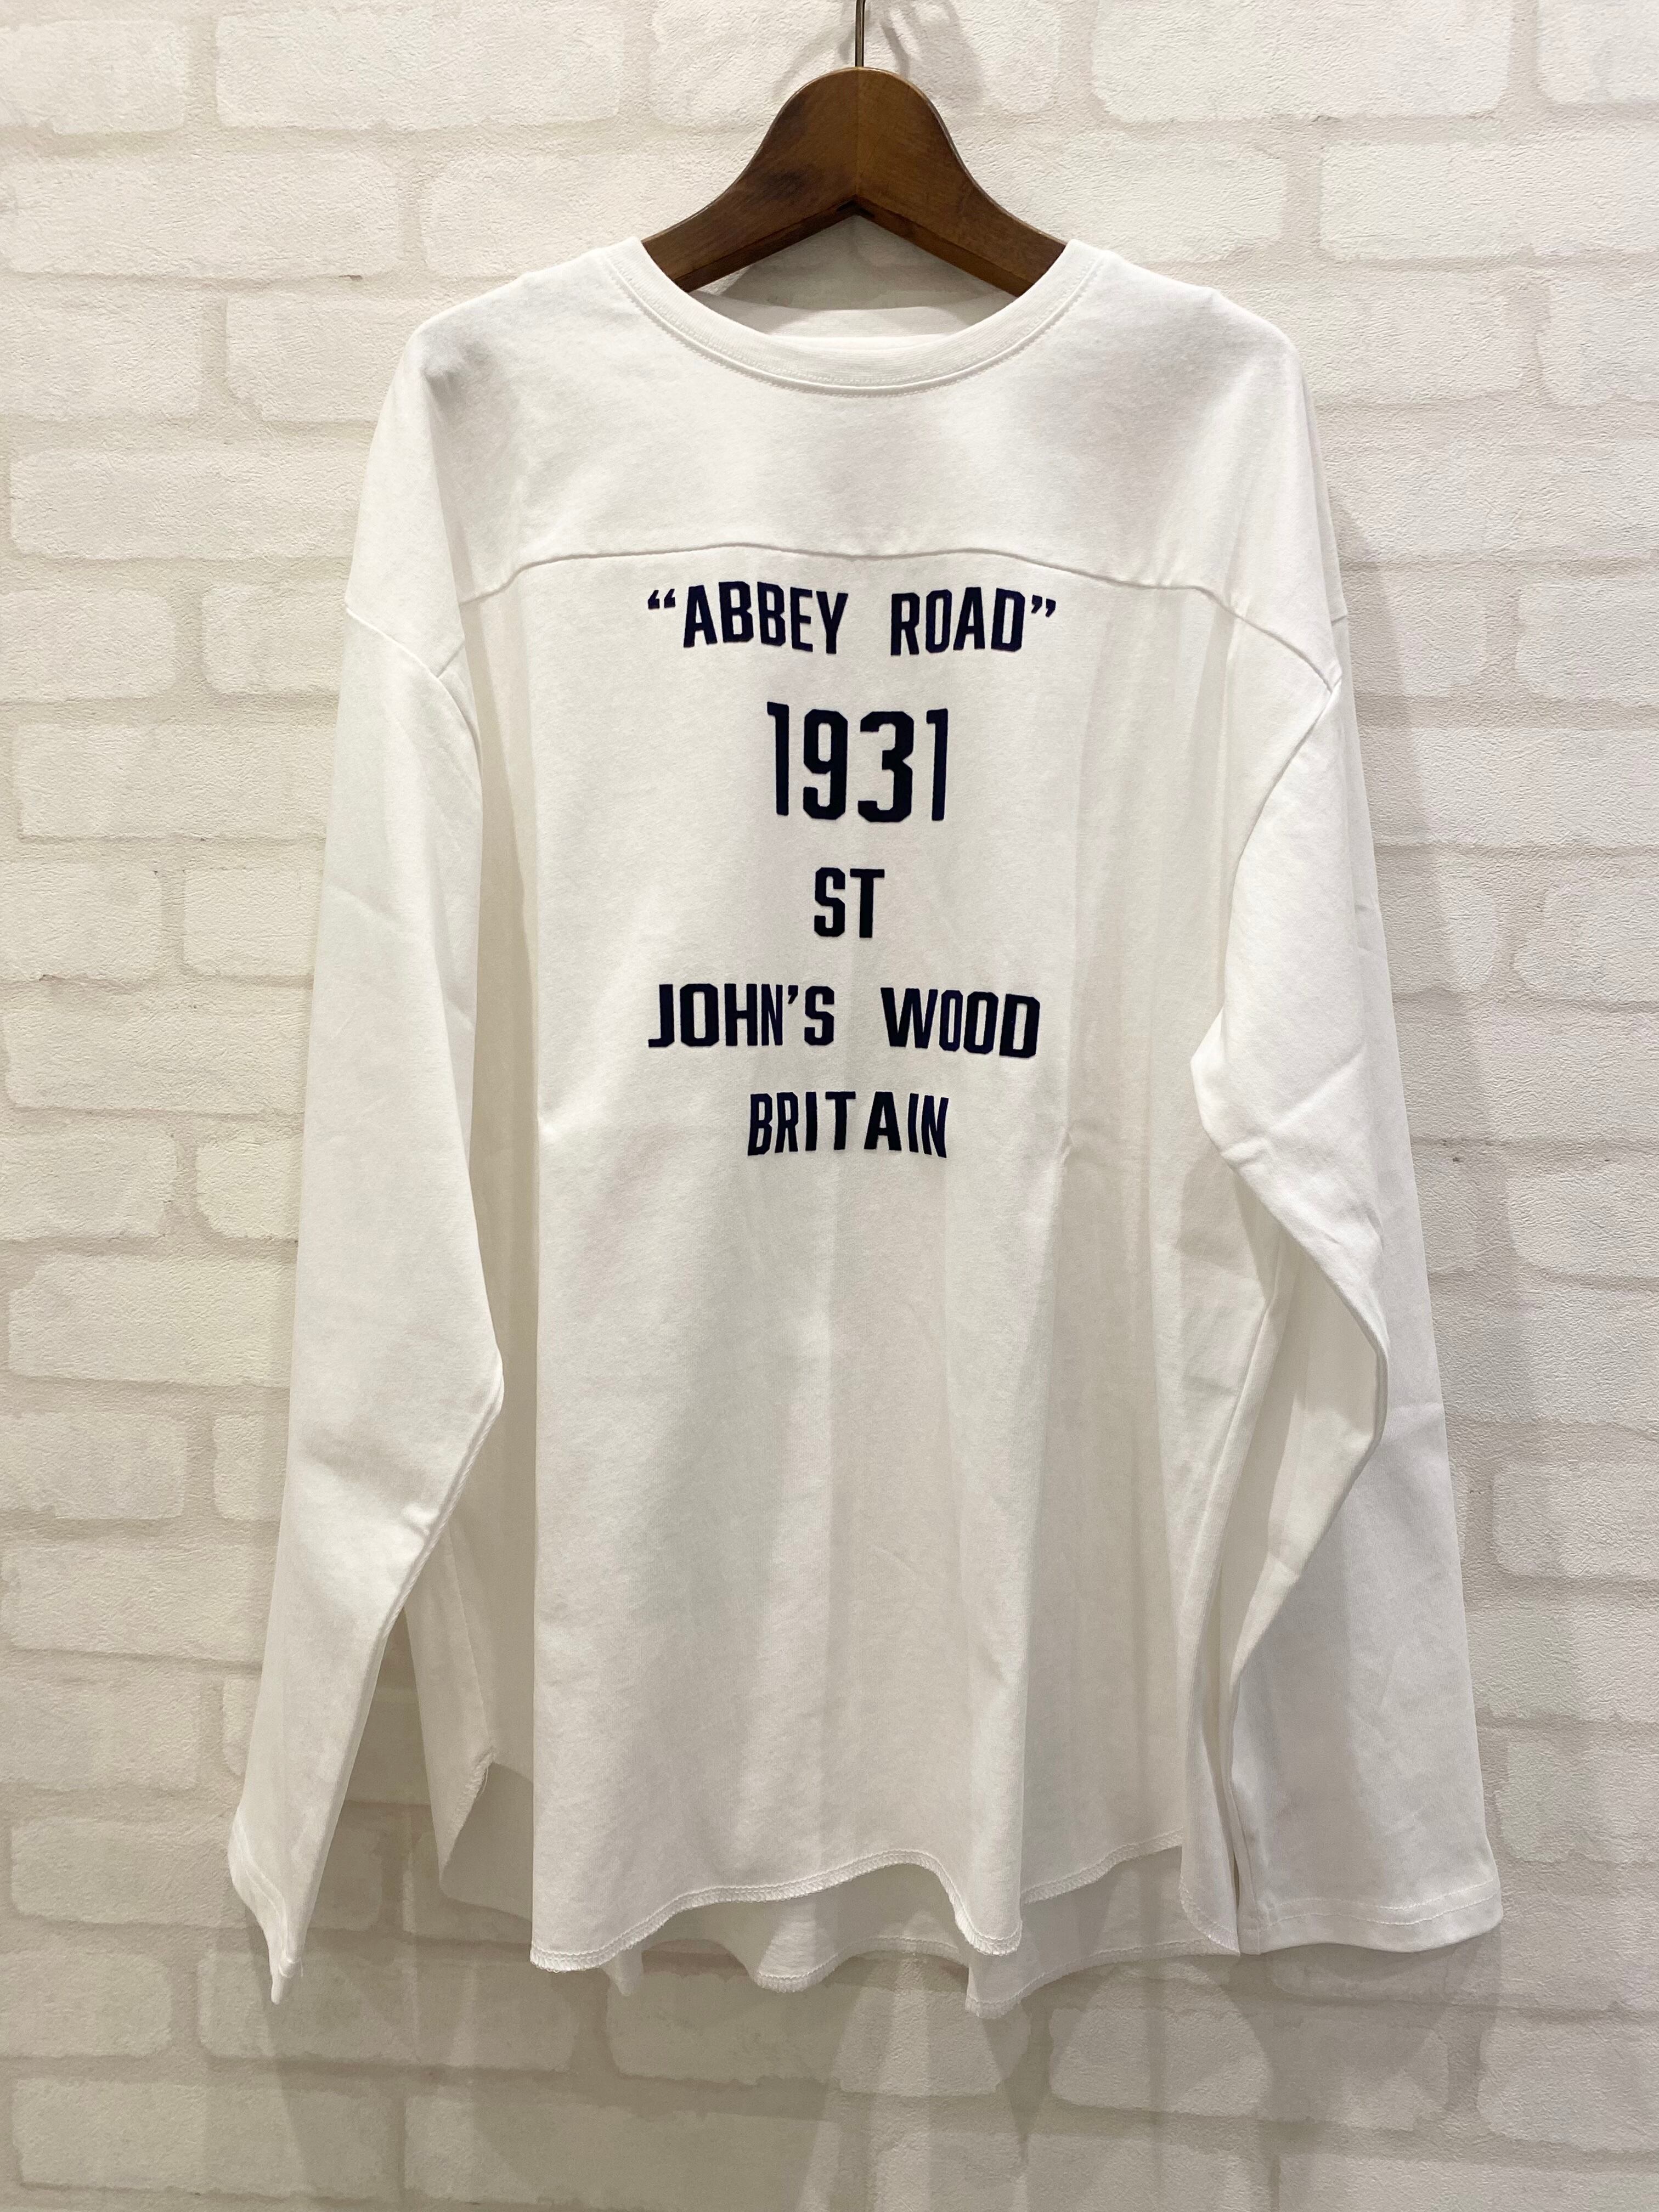 “ABBEY ROAD”
1931
ST
JOHN’S WOOD
BRITAIN